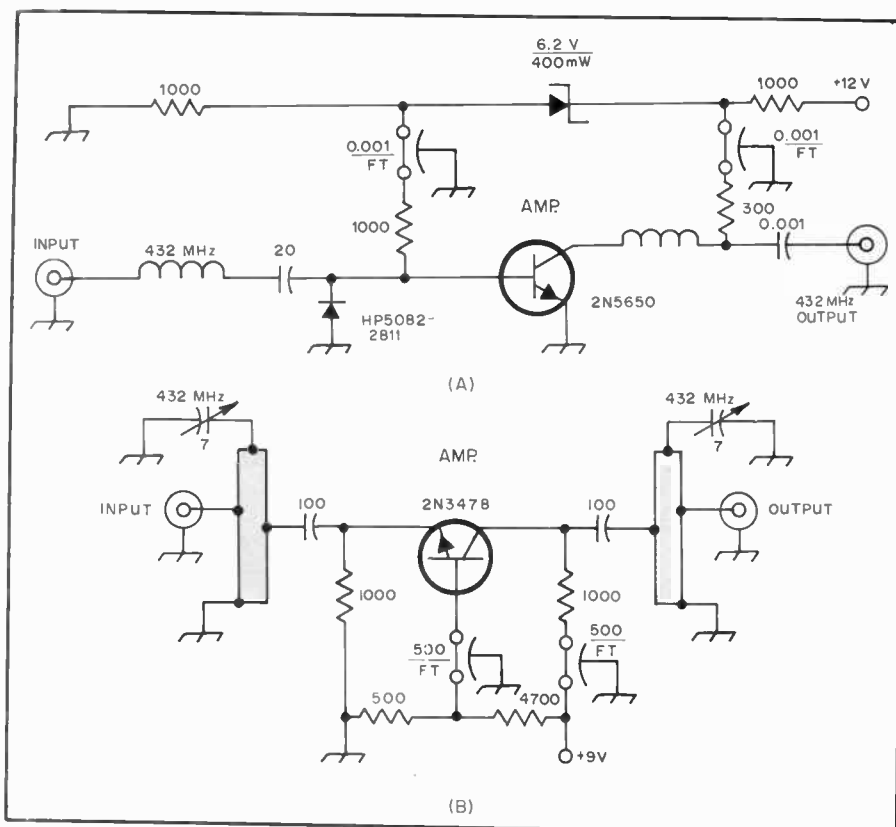 6.2 V
400mW
1000
1000
+12 V
0.001
FT
0.001
FT
1000
AMP.
300
0.001
INPUT
432 MHz
20
2N5650
432 MHz
OUTPUT
HP5082-
2811
(A)
432 MHz
7
432 MHz
7
AMP.
INPUT
100
2N3478
100
OUTPUT
1000
1000
500
FT
500
FT
500
4700
+9V
(B)